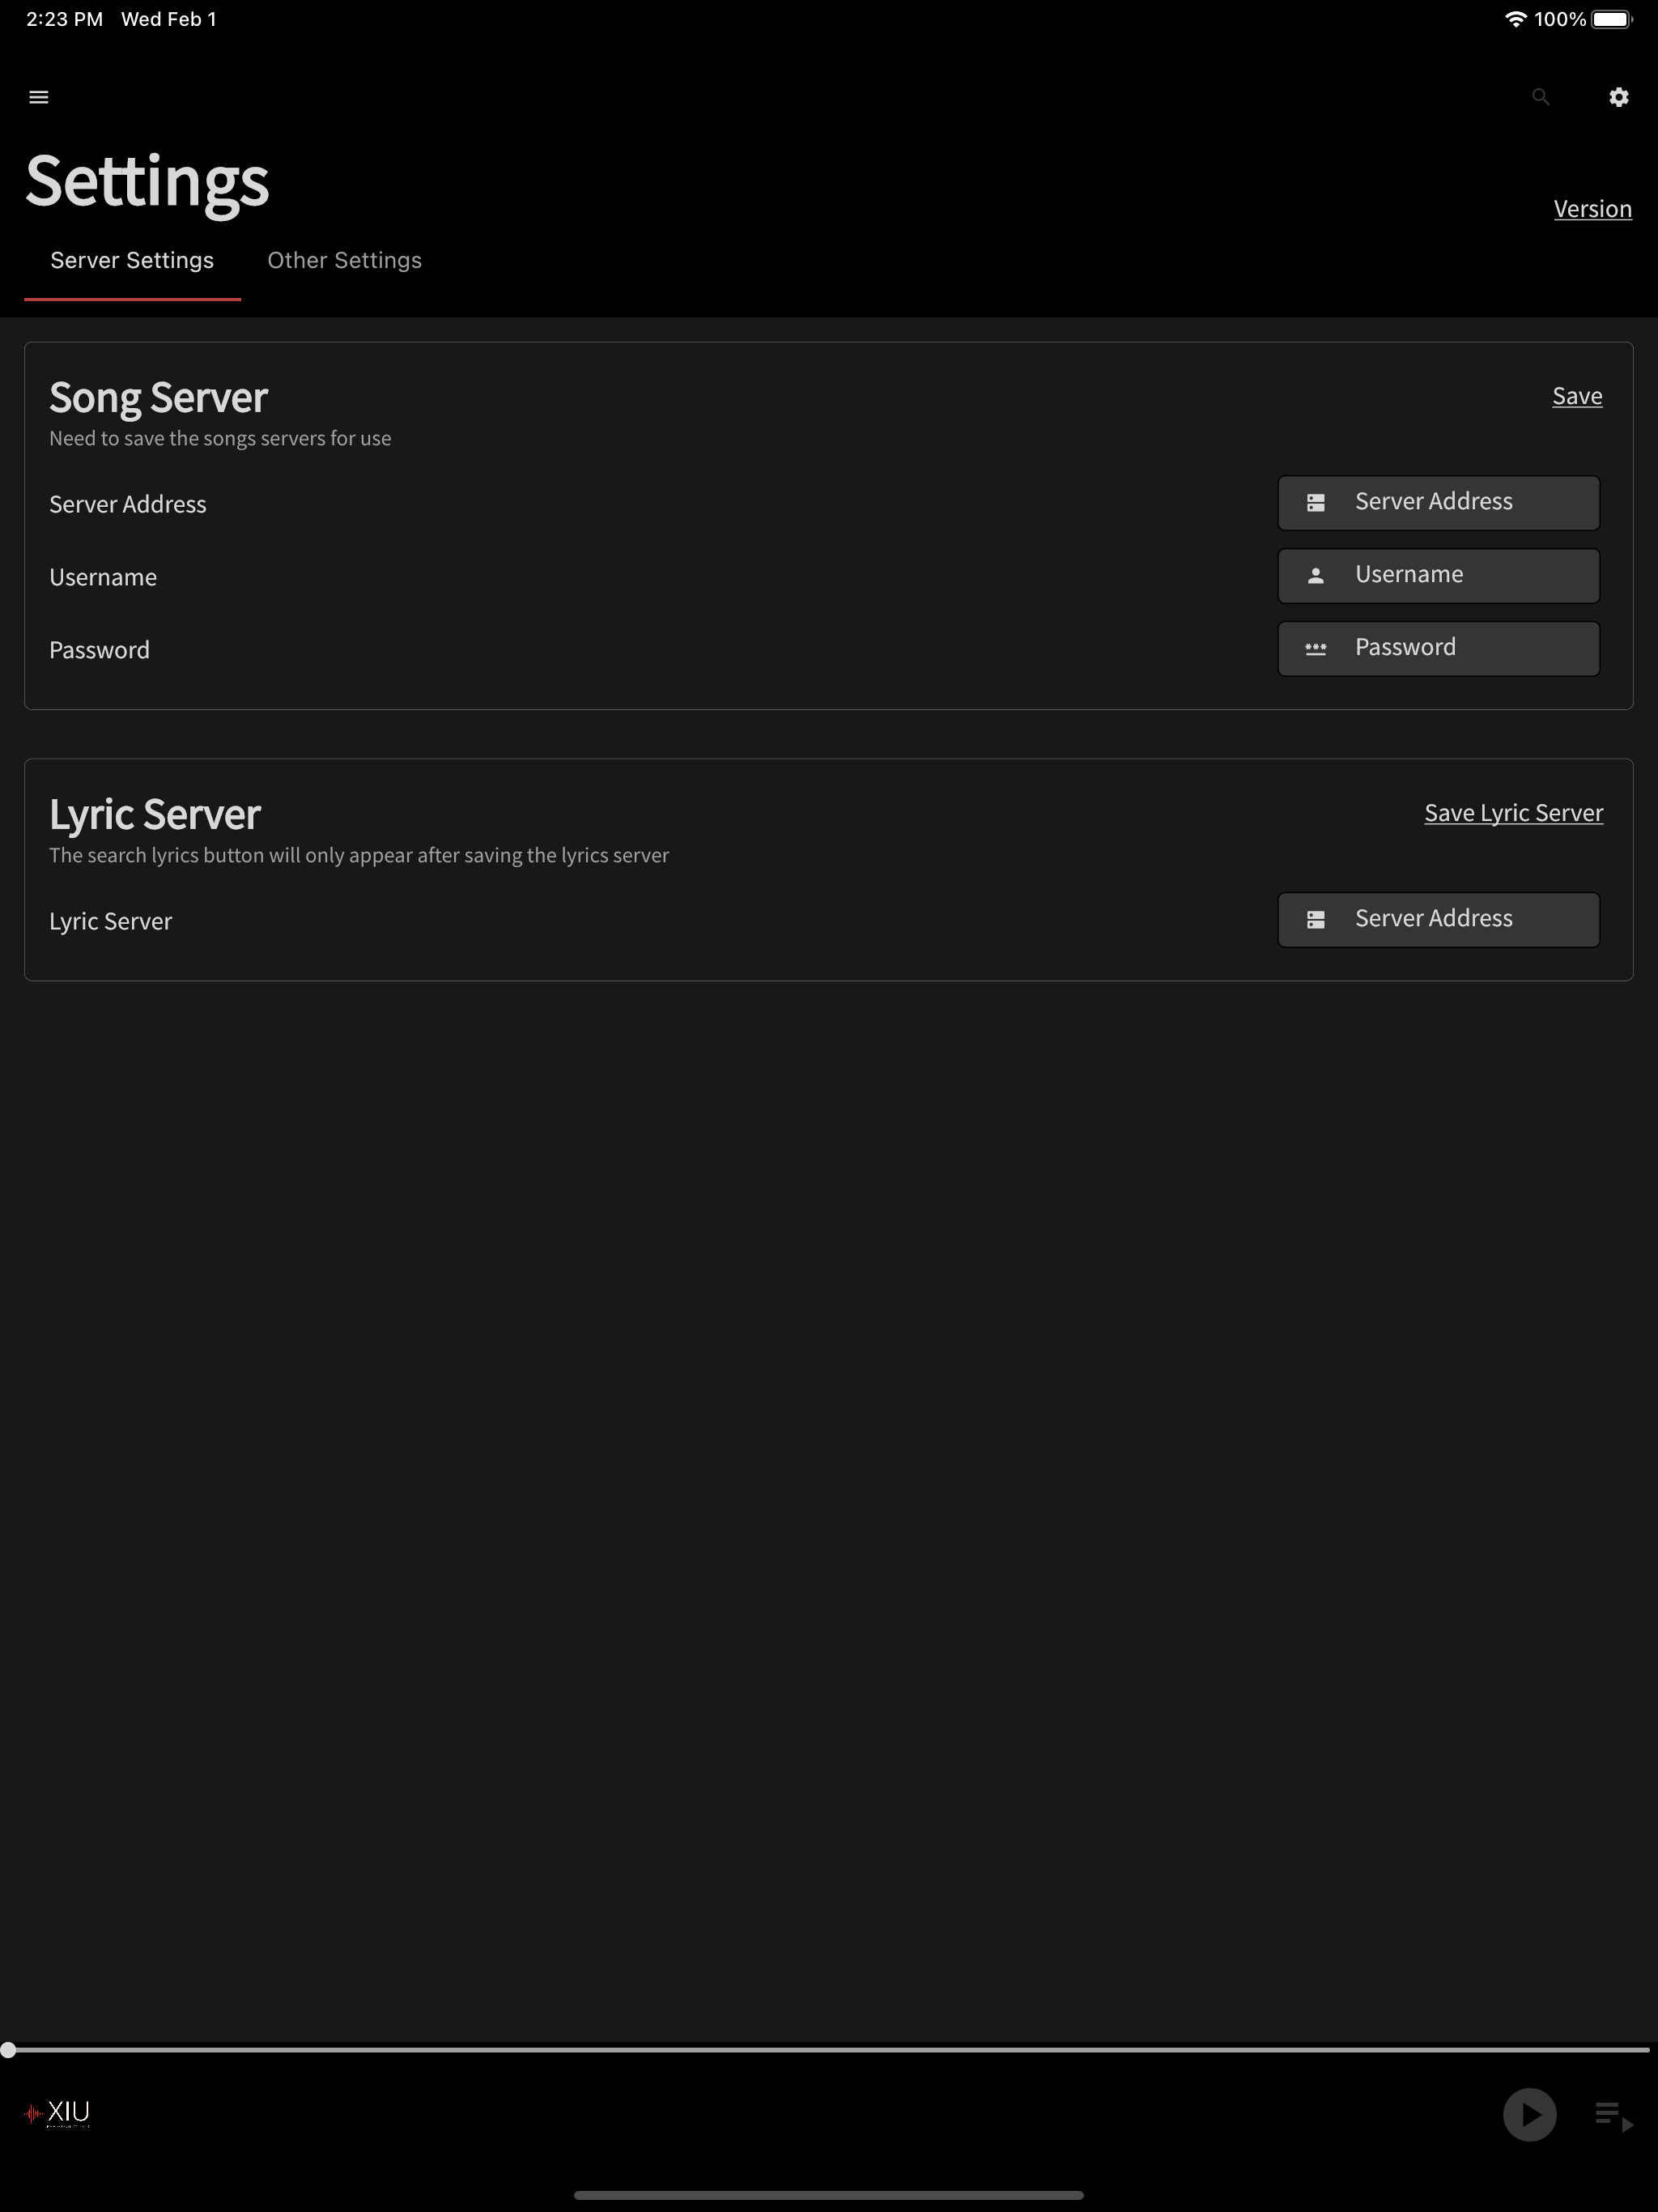 2:23 PM Wed Feb 1
100%
Settings
Version
Server Settings
Other Settings
Song Server
Save
Need to save the songs servers for use
Server Address
Server Address
Username
Username
Password
Password
Lyric Server
Save Lyric Server
The search lyrics button will only appear after saving the lyrics server
Lyric Server
Server Address
XIU